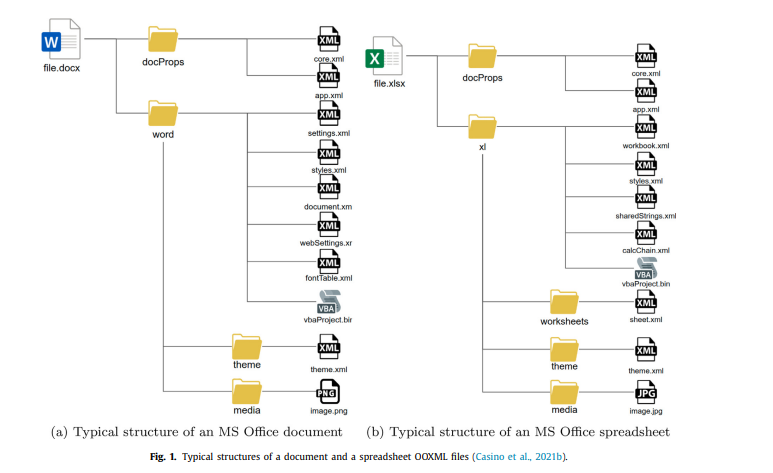 W
file.docx
docProps
XML
core.xml
XML
app.xml
word
XML
settings.xml
XML
styles.xml
XML
document.xm
XML
webSettings.xr
XML
fontTable.xml
VBA
vbaProject.bir
theme
XML
theme.xml
media
PNG
image.png
(a) Typical structure of an MS Office document
X
file.xlsx
docProps
XML
core.xml
XML
app.xml
xl
XML
workbook.xml
XML
styles.xml
XML
sharedStrings.xml
XML
calcChain.xml
VBA
vbaProject.bin
worksheets
XML
sheet.xml
theme
XML
theme.xml
media
JPG
image.jpg
(b) Typical structure of an MS Office spreadsheet
Fig. 1. Typical structures of a document and a spreadsheet OOXML files (Casino et al., 2021b).